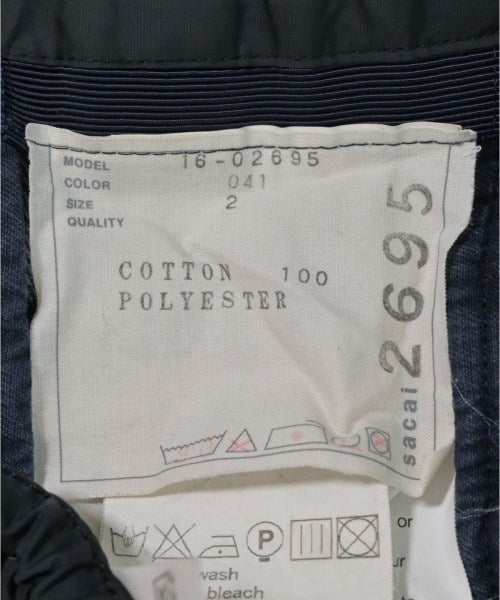 MODEL 16-02695
COLOR 041
SIZE 2
QUALITY
COTTON 100
POLYESTER
sacai 2695
P
wash
bleach
or
ur